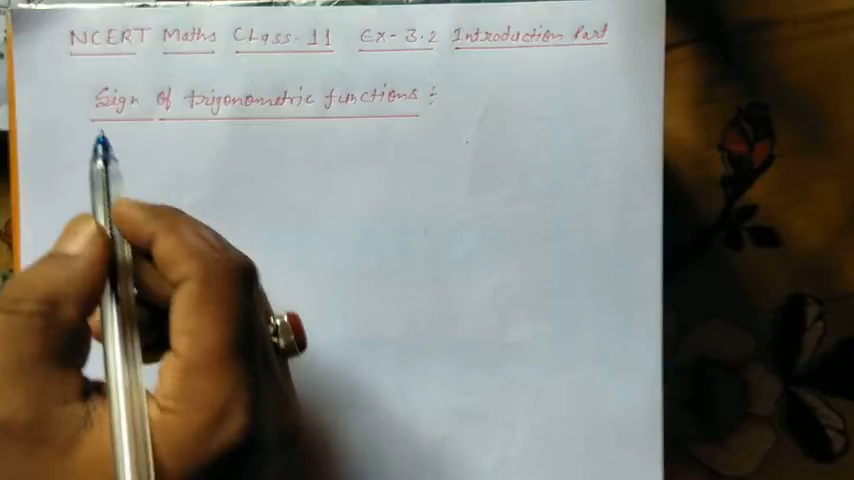 NCERT Maths Class-11 Ex-3.2 Introduction Part
Sign of trigonometric functions :